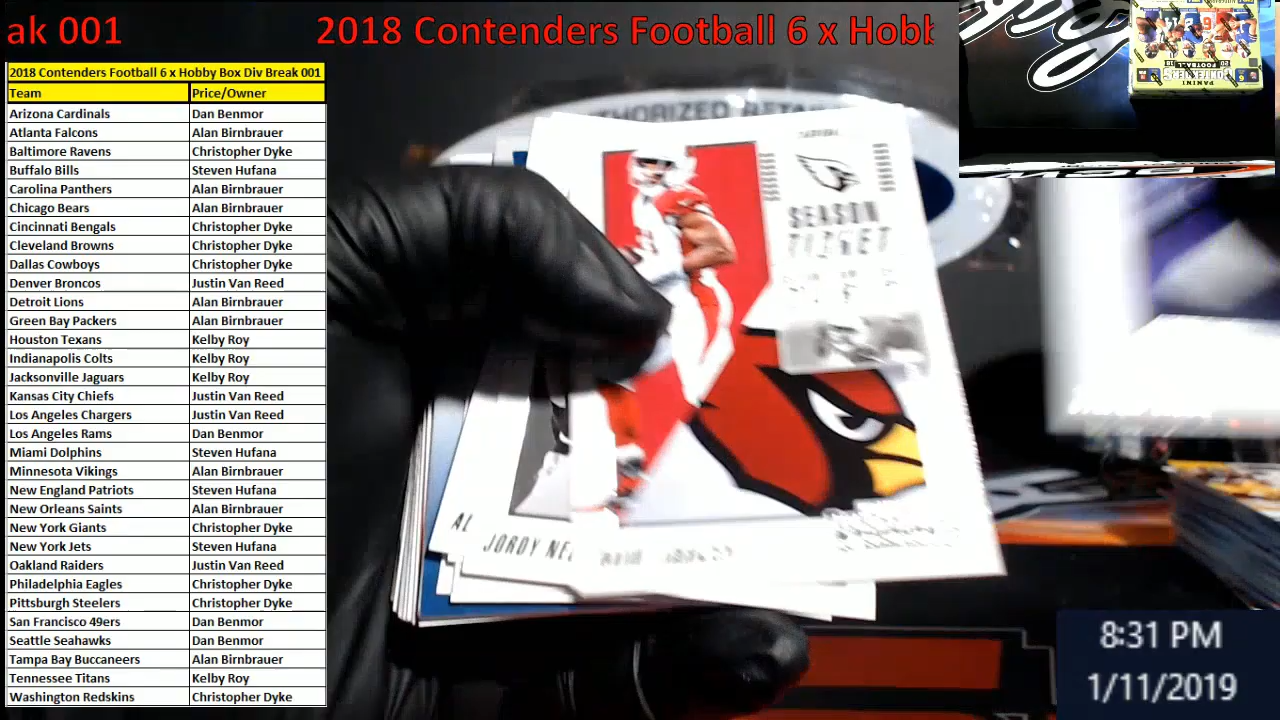 ak 001 2018 Contenders Football 6 x Hobb
2018 Contenders Football 6 x Hobby Box Div Break 001
Team Price/Owner
Arizona Cardinals Dan Benmor
Atlanta Falcons Alan Birnbrauer
Baltimore Ravens Christopher Dyke
Buffalo Bills Steven Hufana
Carolina Panthers Alan Birnbrauer
Chicago Bears Alan Birnbrauer
Cincinnati Bengals Christopher Dyke
Cleveland Browns Christopher Dyke
Dallas Cowboys Christopher Dyke
Denver Broncos Justin Van Reed
Detroit Lions Alan Birnbrauer
Green Bay Packers Alan Birnbrauer
Houston Texans Kelby Roy
Indianapolis Colts Kelby Roy
Jacksonville Jaguars Kelby Roy
Kansas City Chiefs Justin Van Reed
Los Angeles Chargers Justin Van Reed
Los Angeles Rams Dan Benmor
Miami Dolphins Steven Hufana
Minnesota Vikings Alan Birnbrauer
New England Patriots Steven Hufana
New Orleans Saints Alan Birnbrauer
New York Giants Christopher Dyke
New York Jets Steven Hufana
Oakland Raiders Justin Van Reed
Philadelphia Eagles Christopher Dyke
Pittsburgh Steelers Christopher Dyke
San Francisco 49ers Dan Benmor
Seattle Seahawks Dan Benmor
Tampa Bay Buccaneers Alan Birnbrauer
Tennessee Titans Kelby Roy
Washington Redskins Christopher Dyke
THORIZED RETA
SEASON
TICKET
AL
JORDY NE
PANINI
CONTENDERS
FOOTBALL
8:31 PM
1/11/2019